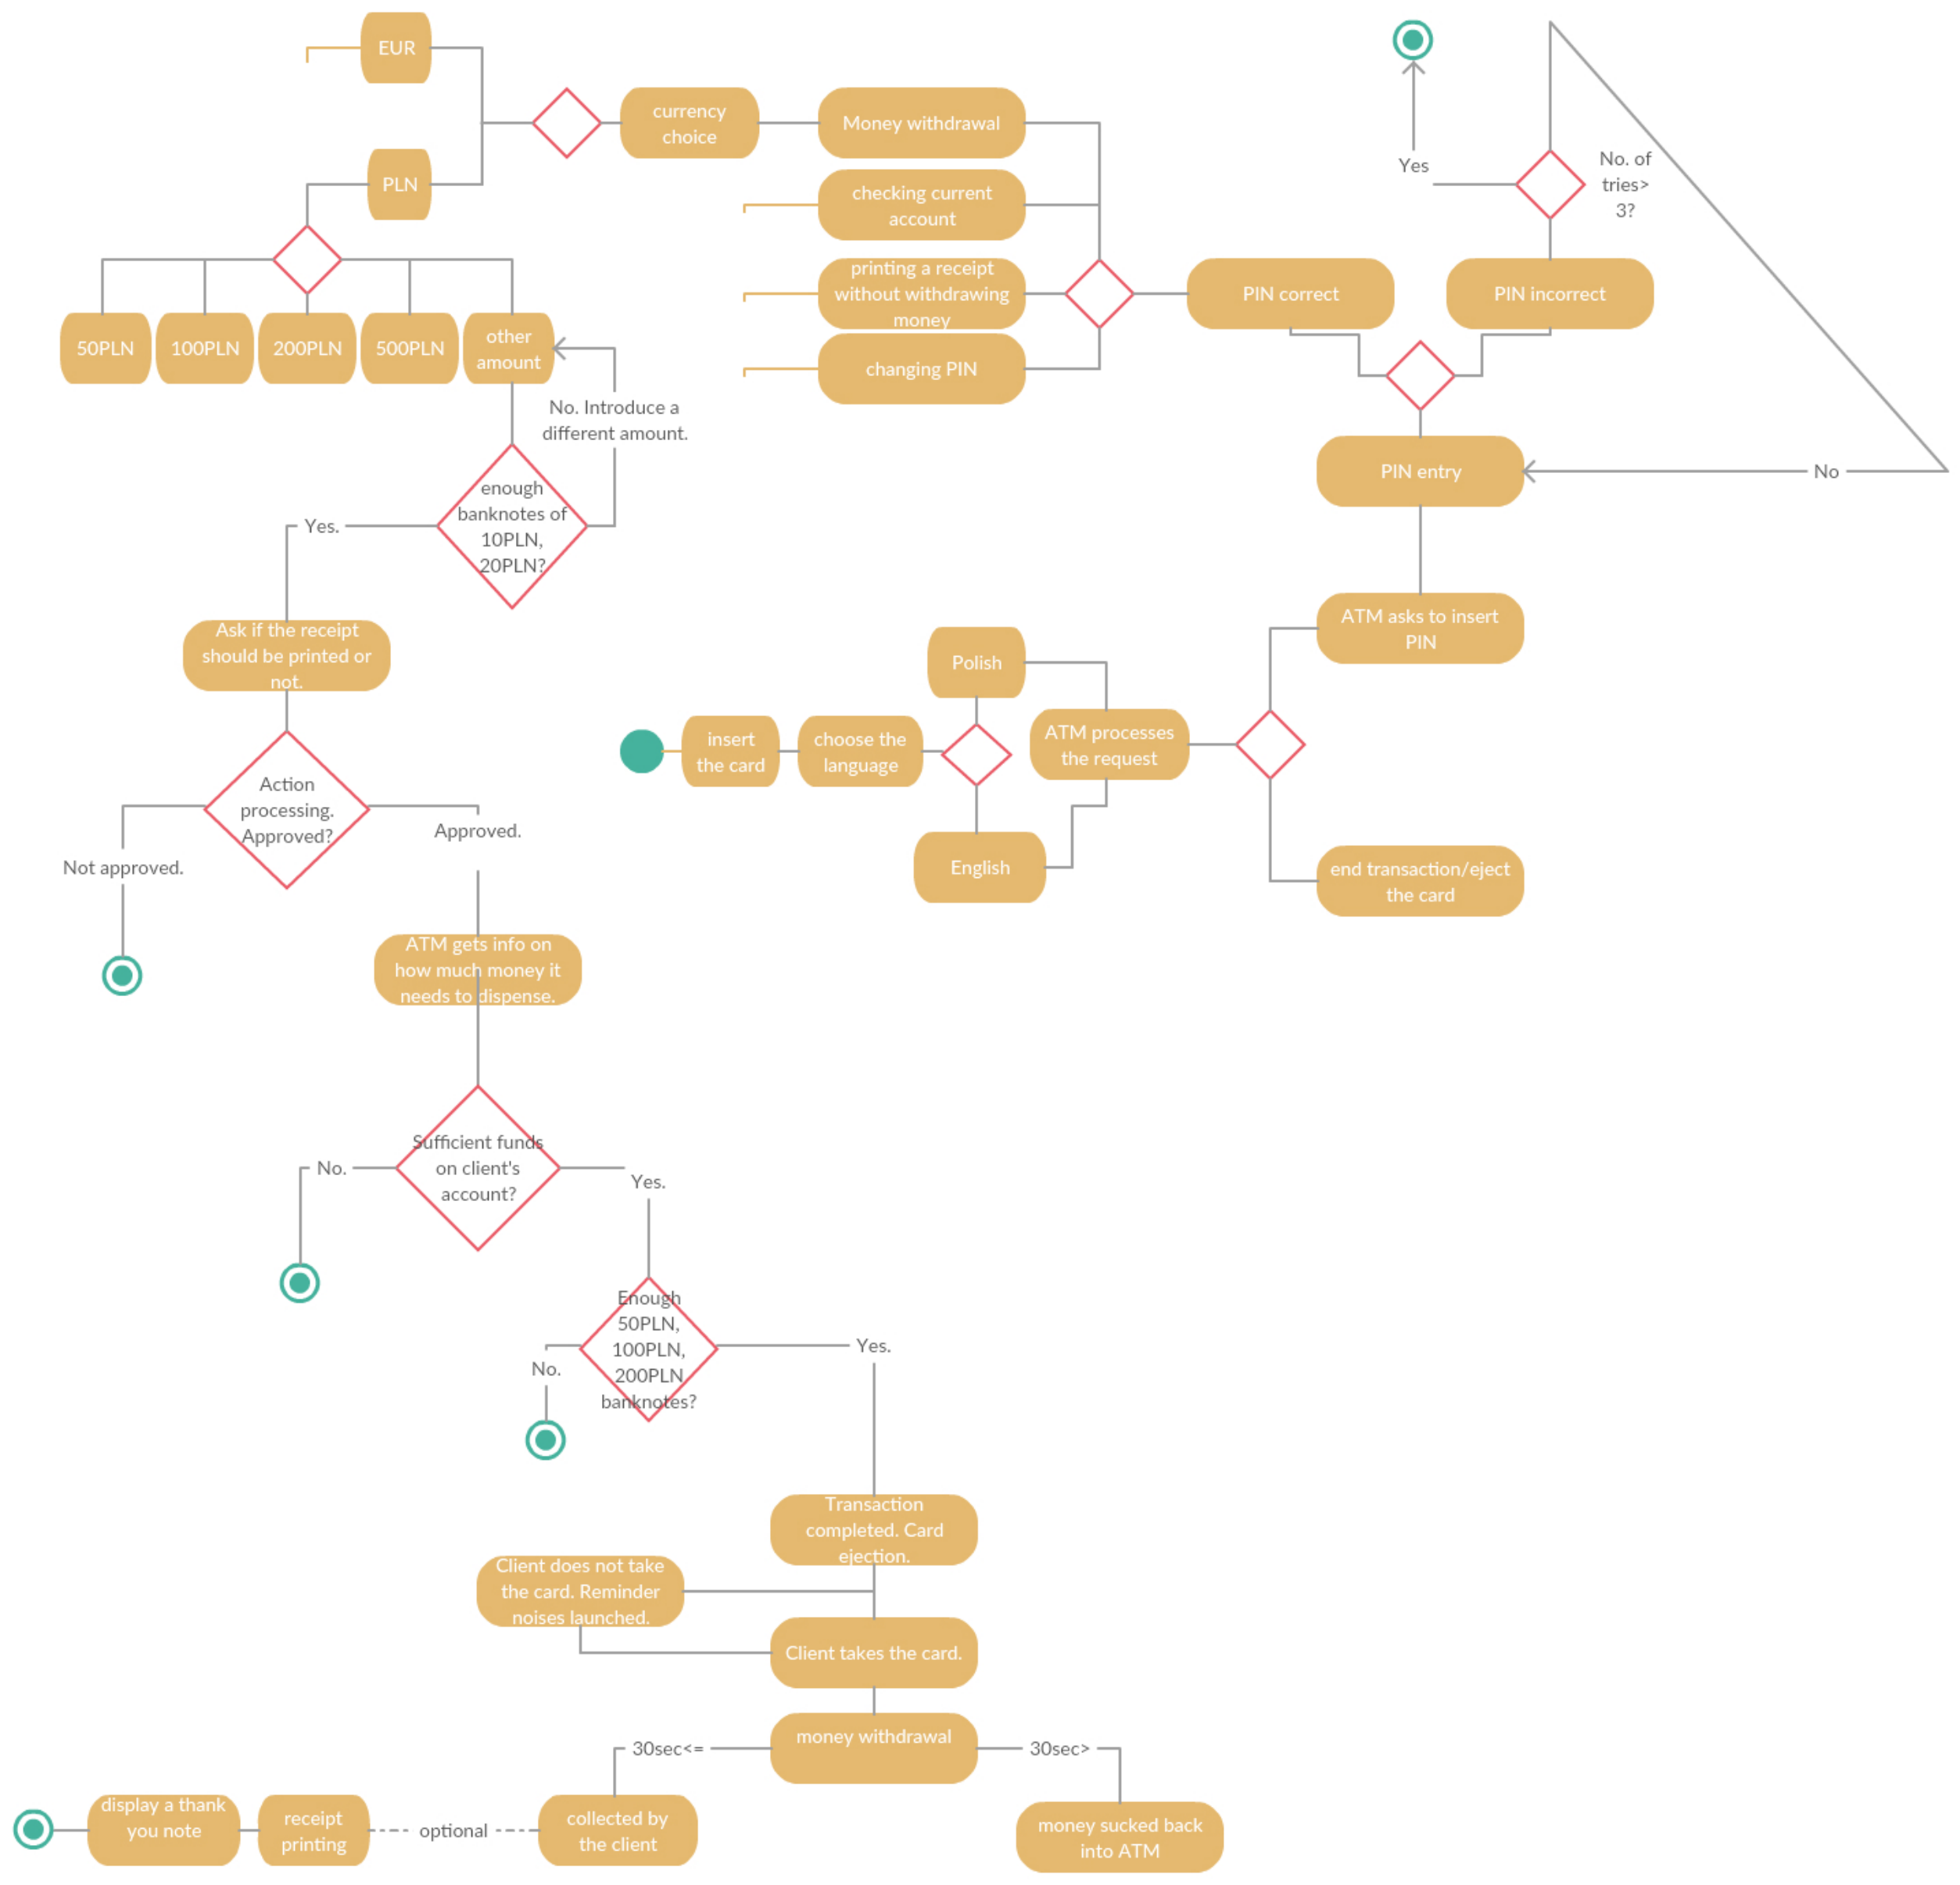 EUR
currency
choice
Money withdrawal
PLN
checking current
account
printing a receipt
without withdrawing
money
changing PIN
Yes
No. of
tries>
3?
PIN correct
PIN incorrect
50PLN
100PLN
200PLN
500PLN
other
amount
No. Introduce a
different amount.
PIN entry
No
enough
banknotes of
10PLN,
20PLN?
Yes.
Ask if the receipt
should be printed or
not.
ATM asks to insert
PIN
Polish
insert
the card
choose the
language
ATM processes
the request
English
end transaction/eject
the card
Action
processing.
Approved?
Approved.
Not approved.
ATM gets info on
how much money it
needs to dispense.
Sufficient funds
on client's
account?
No.
Yes.
Enough
50PLN,
100PLN,
200PLN
banknotes?
No.
Yes.
Transaction
completed. Card
ejection.
Client does not take
the card. Reminder
noises launched.
Client takes the card.
money withdrawal
30sec<=
30sec>
display a thank
you note
receipt
printing
optional
collected by
the client
money sucked back
into ATM